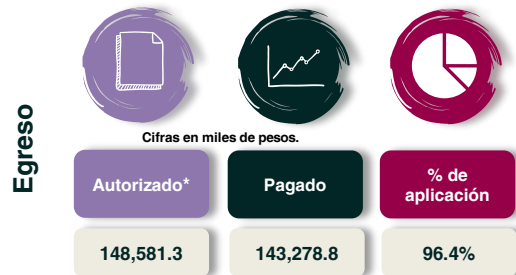 Egreso
Cifras en miles de pesos.
Autorizado*
Pagado
% de
aplicación
148,581.3
143,278.8
96.4%